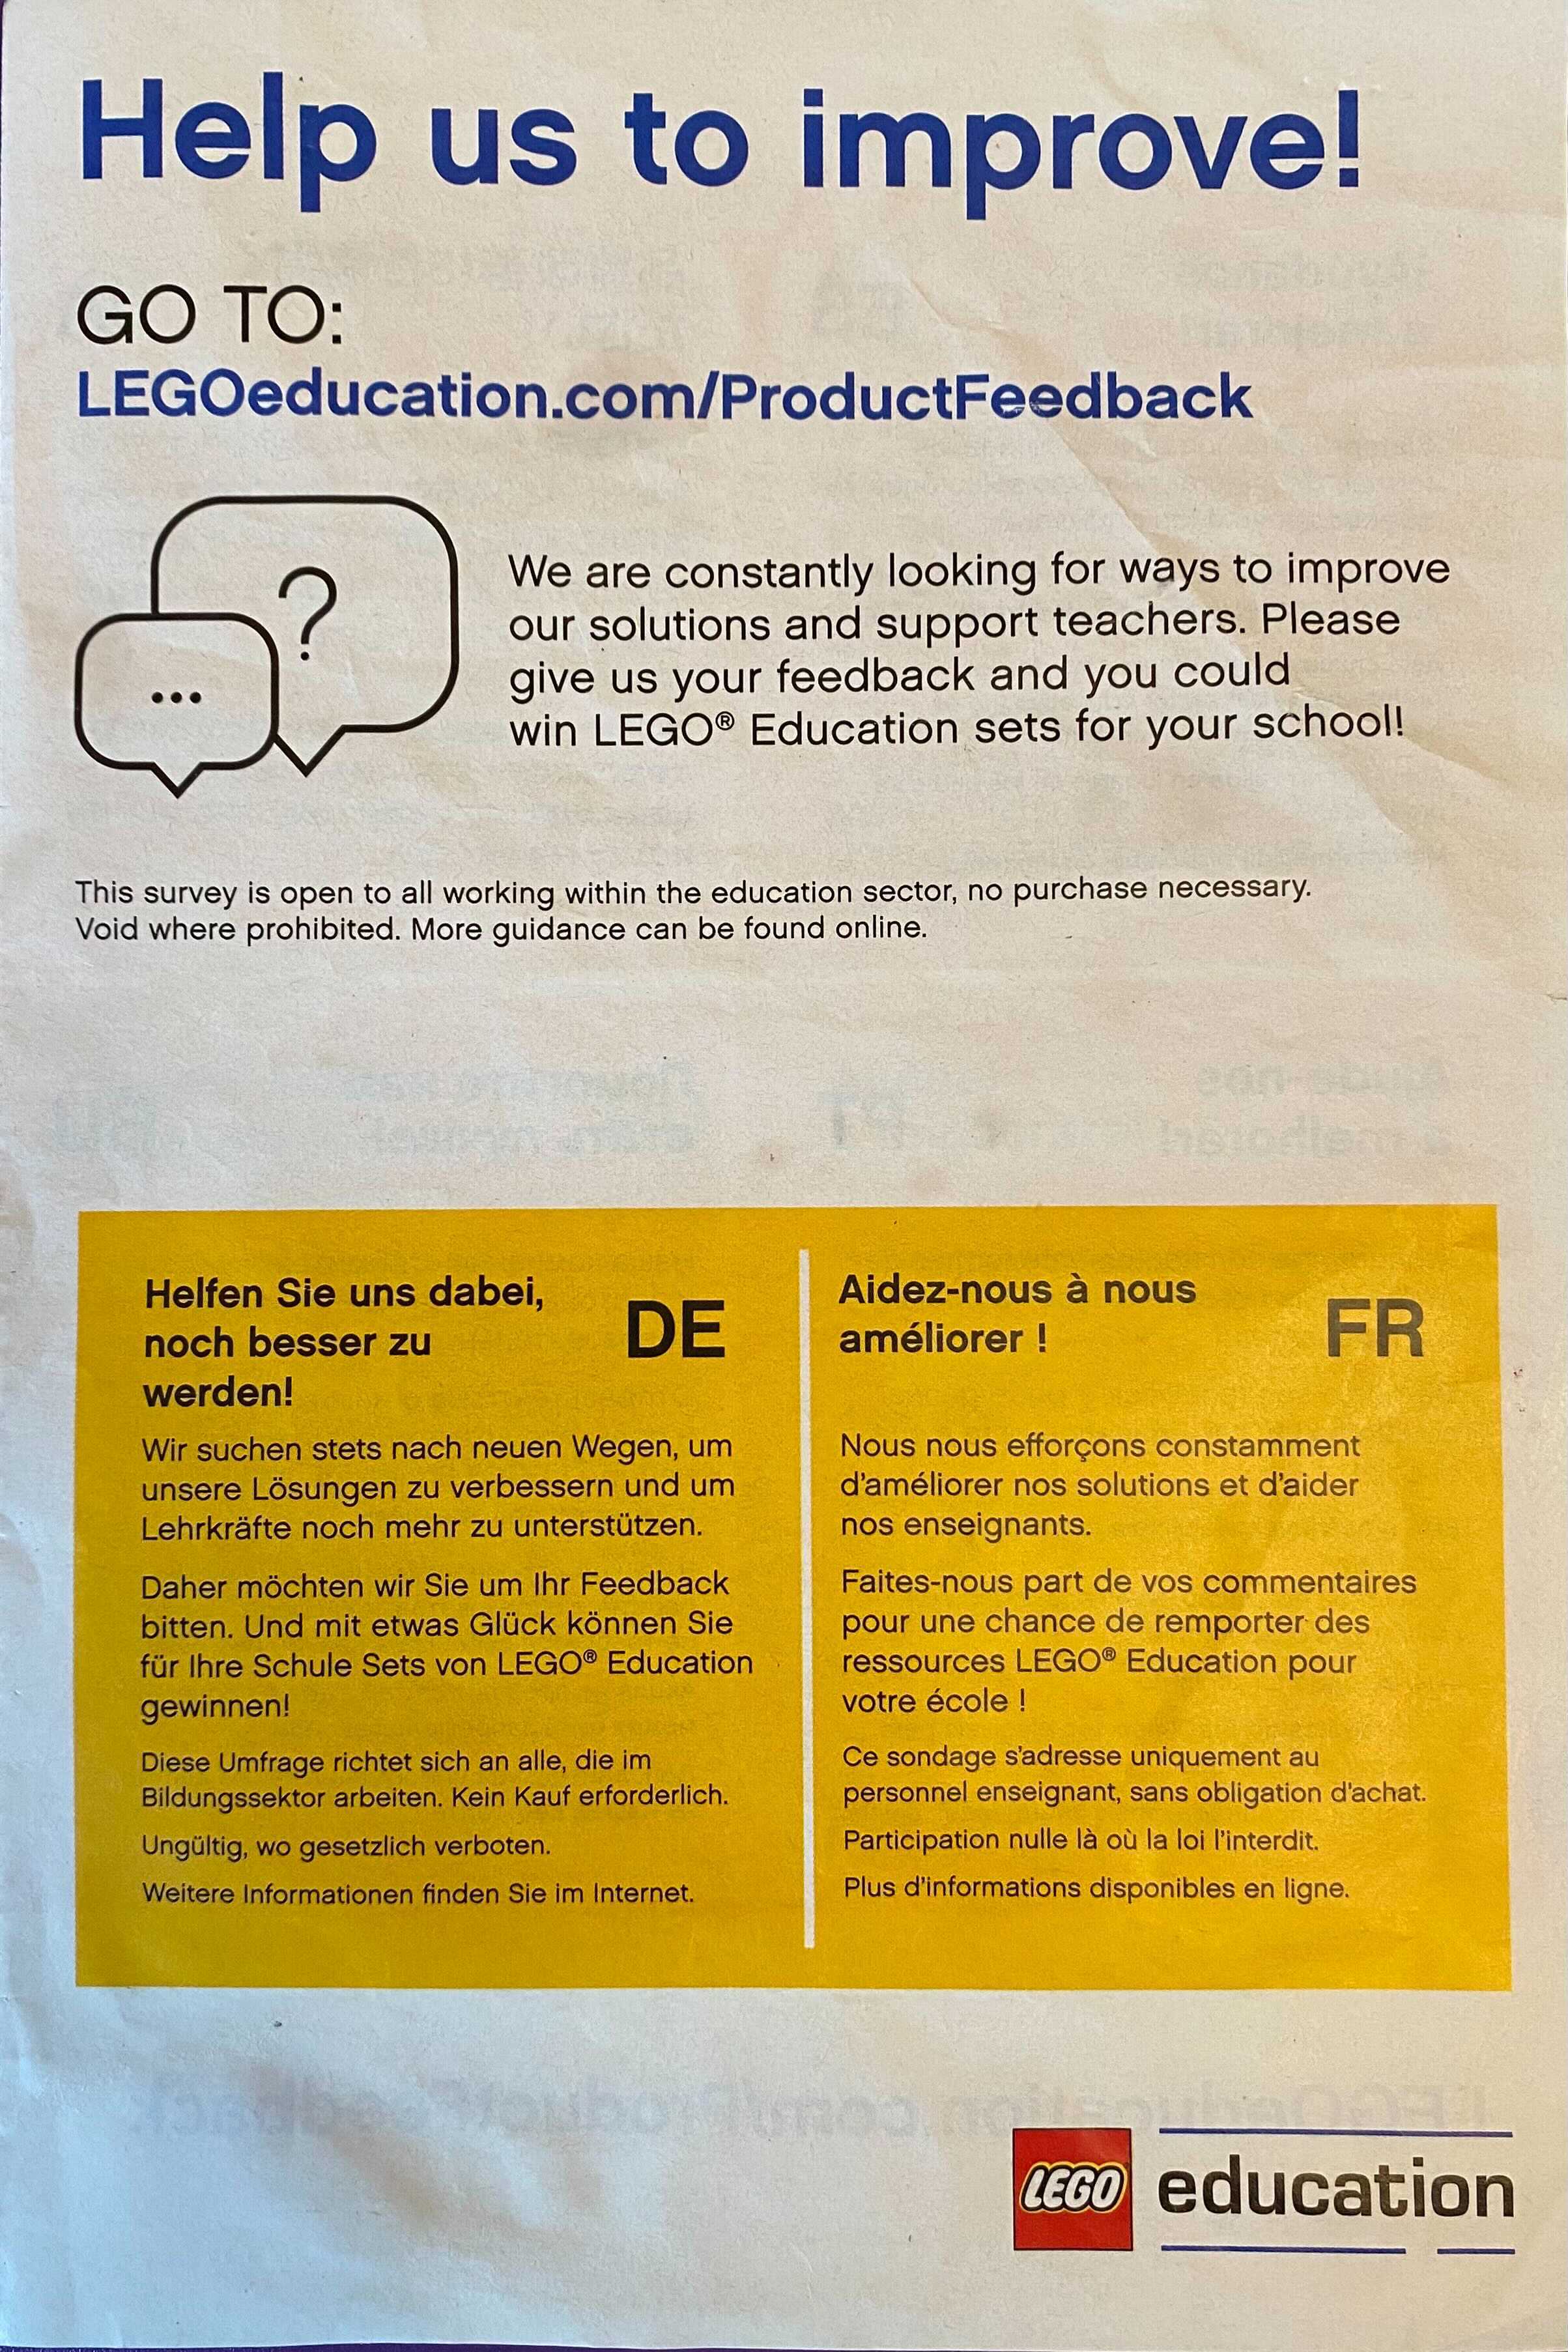 Help us to improve!
GO TO:
LEGOeducation.com/ProductFeedback
?
...
We are constantly looking for ways to improve
our solutions and support teachers. Please
give us your feedback and you could
win LEGO® Education sets for your school!
This survey is open to all working within the education sector, no purchase necessary.
Void where prohibited. More guidance can be found online.
Helfen Sie uns dabei,
noch besser zu
werden!
DE
Wir suchen stets nach neuen Wegen, um
unsere Lösungen zu verbessern und um
Lehrkräfte noch mehr zu unterstützen.
Daher möchten wir Sie um Ihr Feedback
bitten. Und mit etwas Glück können Sie
für Ihre Schule Sets von LEGO® Education
gewinnen!
Diese Umfrage richtet sich an alle, die im
Bildungssektor arbeiten. Kein Kauf erforderlich.
Ungültig, wo gesetzlich verboten.
Weitere Informationen finden Sie im Internet.
Aidez-nous à nous
améliorer !
FR
Nous nous efforçons constamment
d'améliorer nos solutions et d'aider
nos enseignants.
Faites-nous part de vos commentaires
pour une chance de remporter des
ressources LEGO® Education pour
votre école !
Ce sondage s'adresse uniquement au
personnel enseignant, sans obligation d'achat.
Participation nulle là où la loi l'interdit.
Plus d'informations disponibles en ligne.
LEGO education